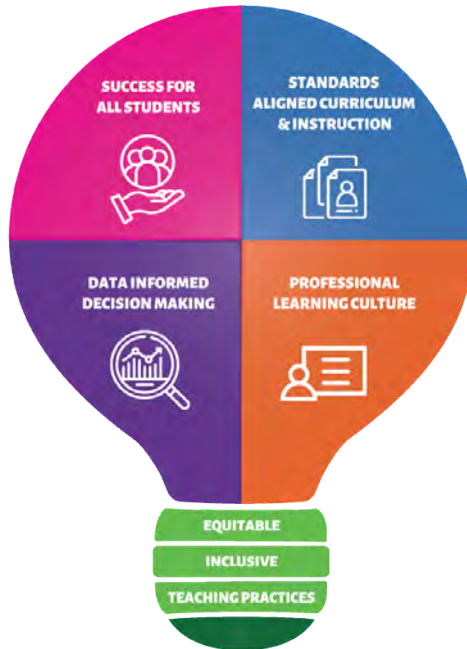 SUCCESS FOR
ALL STUDENTS
STANDARDS
ALIGNED CURRICULUM
& INSTRUCTION
DATA INFORMED
DECISION MAKING
PROFESSIONAL
LEARNING CULTURE
EQUITABLE
INCLUSIVE
TEACHING PRACTICES